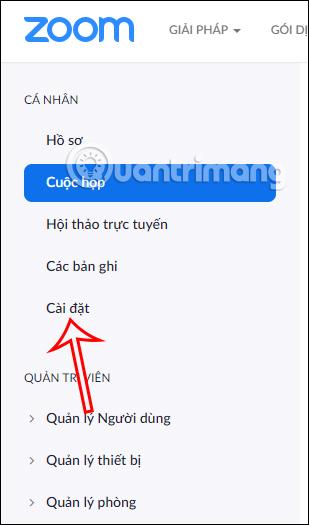 zoom
GIẢI PHÁP
GÓI DỊ
CÁ NHÂN
Hồ sơ
Cuộc họp
Quantrimang
Hội thảo trực tuyến
Các bản ghi
Cài đặt
QUẢN TRỊ VIÊN
Quản lý Người dùng
Quản lý thiết bị
Quản lý phòng